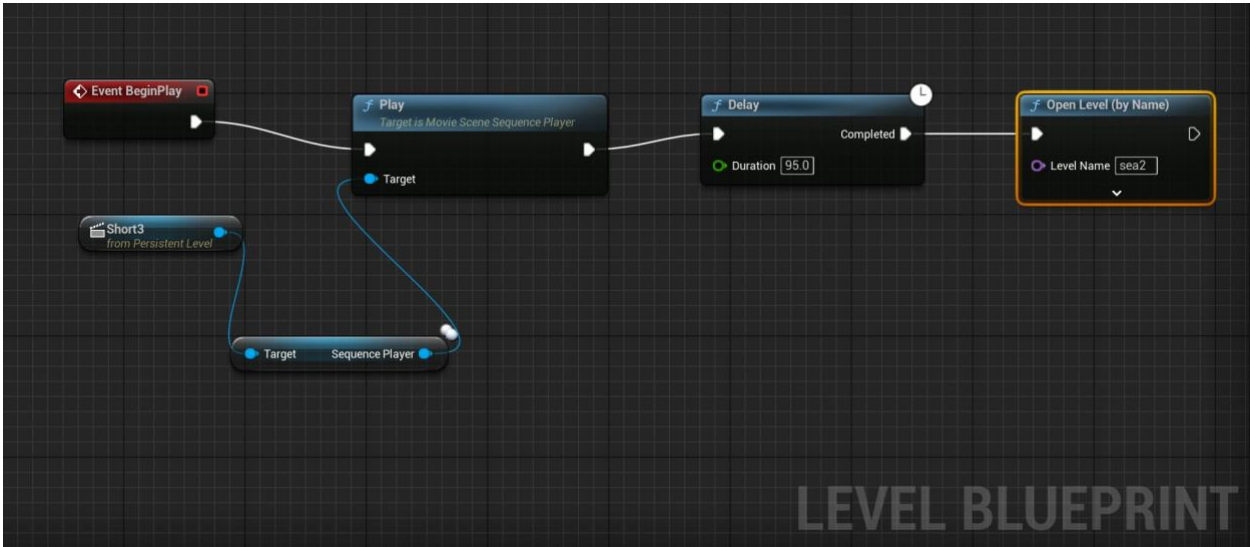 Event BeginPlay
Play
Target is Movie Scene Sequence Player
Target
Delay
Completed
Duration 95.0
Open Level (by Name)
Level Name sea2
Short3
from Persistent Level
Target Sequence Player
LEVEL BLUEPRINT